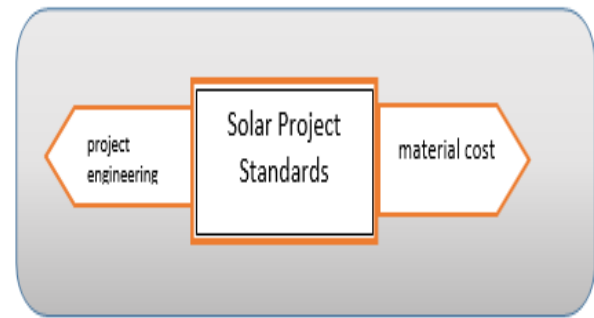 project
engineering
Solar Project
Standards
material cost